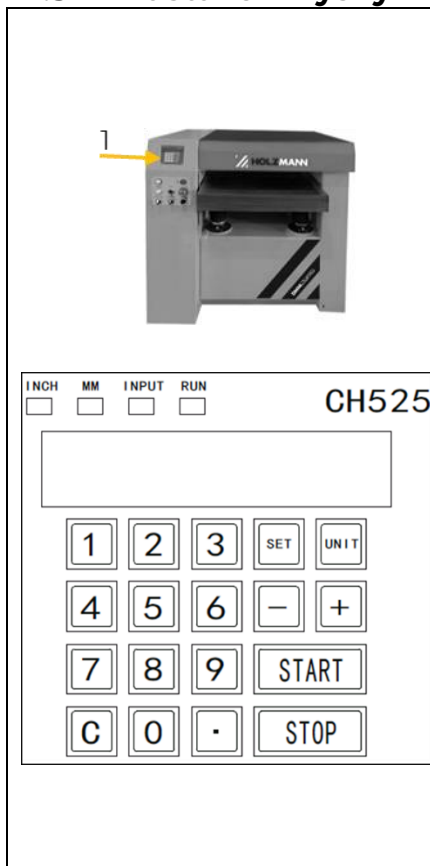 1
HOLZMANN
INCH MM INPUT RUN
CH525
1 2 3 SET UNIT
4 5 6 - +
7 8 9 START
C 0 . STOP